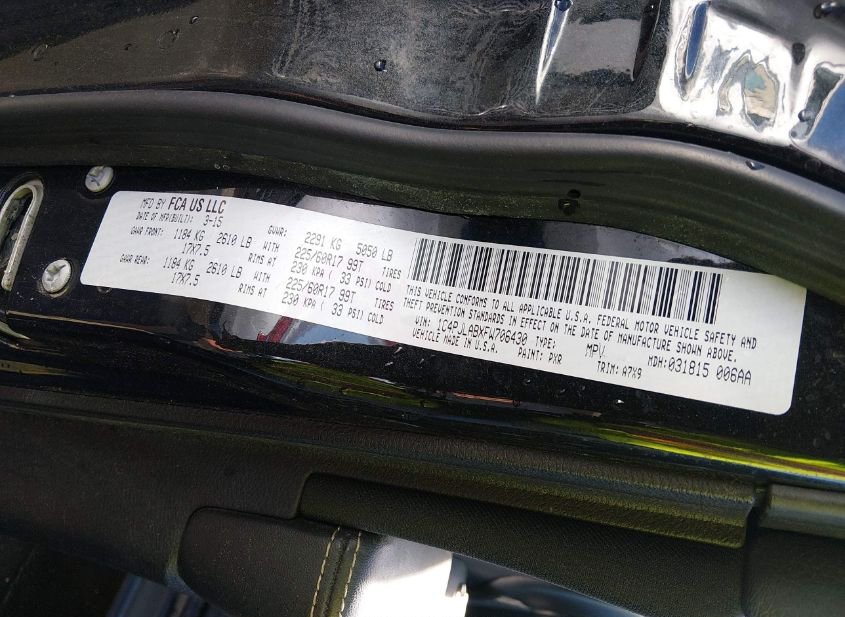 MFD BY FCA US LLC
DATE OF MFR(BUILT): 3-15 GVWR: 2291 KG 5050 LB
GAWR FRONT: 1184 KG 2610 LB WITH 225/60R17 99T TIRES
17X7.5 RIMS AT 230 KPA ( 33 PSI) COLD
GAWR REAR: 1184 KG 2610 LB WITH 225/60R17 99T TIRES
17X7.5 RIMS AT 230 KPA ( 33 PSI) COLD
THIS VEHICLE CONFORMS TO ALL APPLICABLE U.S.A. FEDERAL MOTOR VEHICLE SAFETY AND
THEFT PREVENTION STANDARDS IN EFFECT ON THE DATE OF MANUFACTURE SHOWN ABOVE.
VIN: 1C4PJLABXFW706430 TYPE: MPV MDH:031815 006AA
VEHICLE MADE IN U.S.A. PAINT: PXR TRIM: A7X9